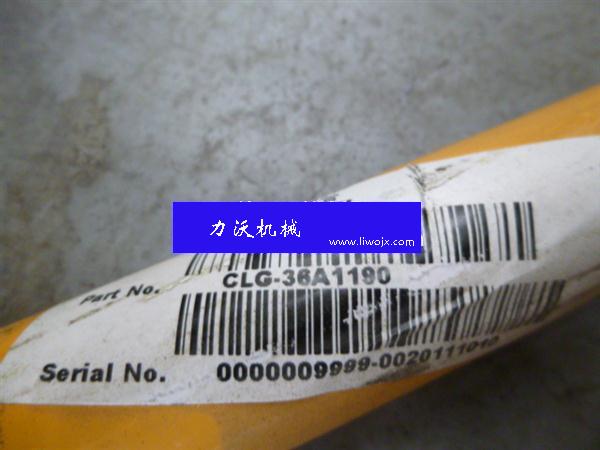 力沃机械
www.liwojx.com
Part No. CLG-36A1190
Serial No. 0000009999-0020111010